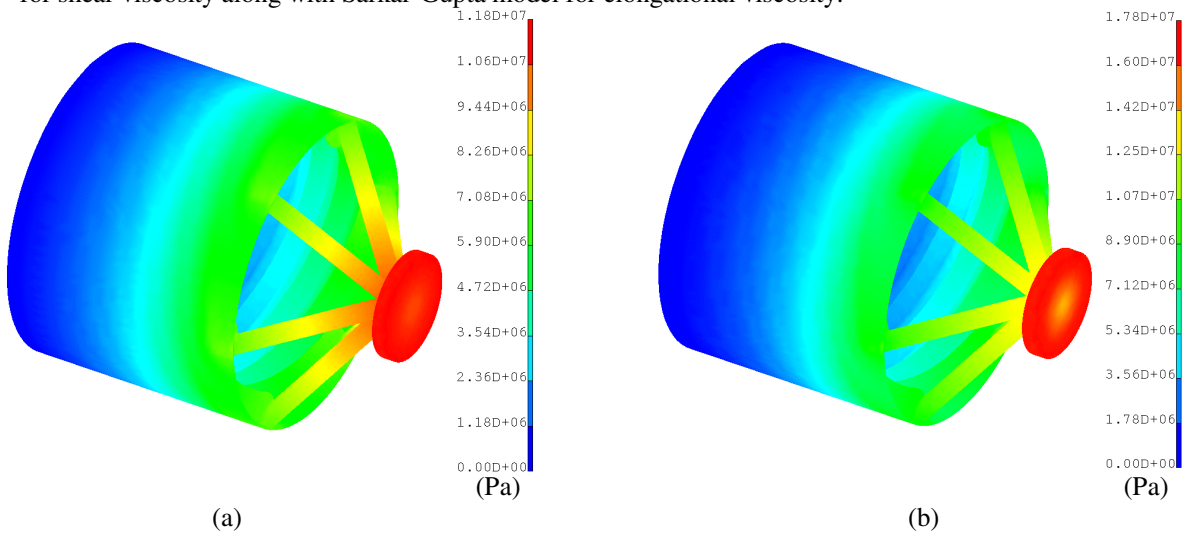 for shear viscosity along with Sarkar-Gupta model for elongational viscosity.
1.18D+07
1.06D+07
9.44D+06
8.26D+06
7.08D+06
5.90D+06
4.72D+06
3.54D+06
2.36D+06
1.18D+06
0.00D+00
(Pa)
(a)
1.78D+07
1.60D+07
1.42D+07
1.25D+07
1.07D+07
8.90D+06
7.12D+06
5.34D+06
3.56D+06
1.78D+06
0.00D+00
(Pa)
(b)